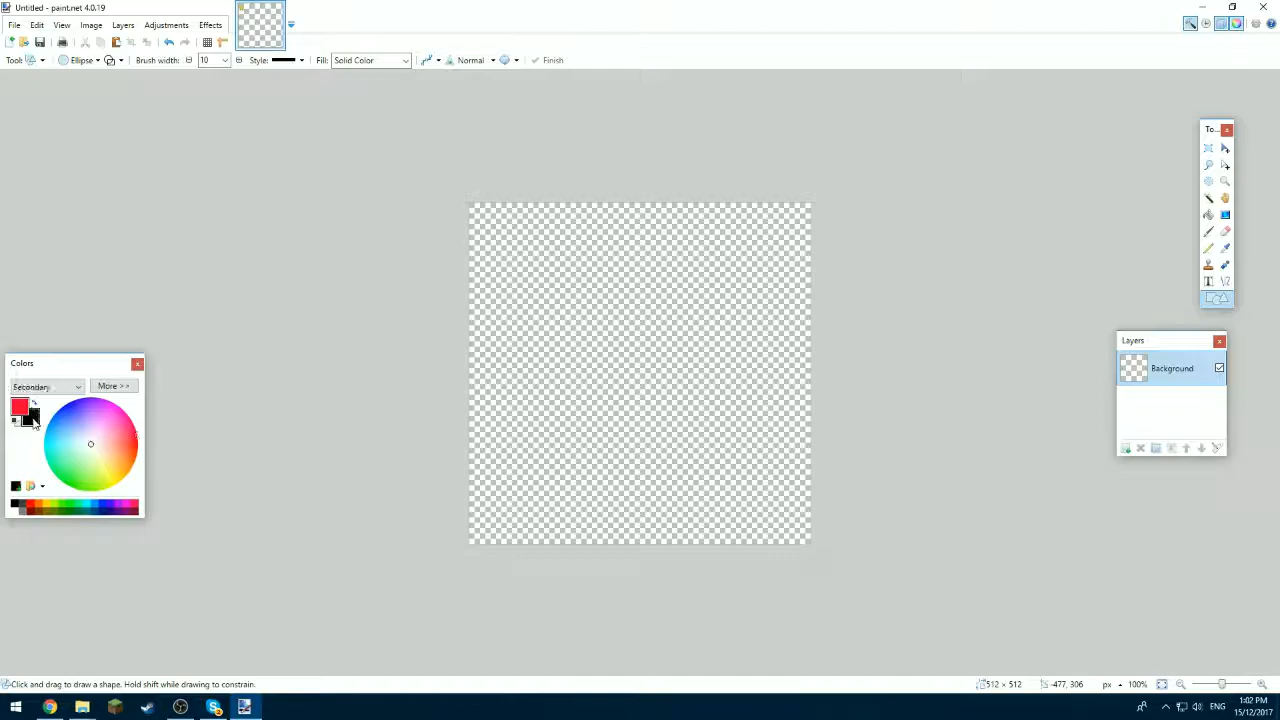 Untitled - paint.net 4.0.19
File Edit View Image Layers Adjustments Effects
Tool: Ellipse Brush width: 10 Style: Fill: Solid Color Normal Finish
To...
Layers
Background
Colors
Secondary More >>
Click and drag to draw a shape. Hold shift while drawing to constrain.
512 × 512 -477, 306 px 100%
ENG
1:02 PM
15/12/2017